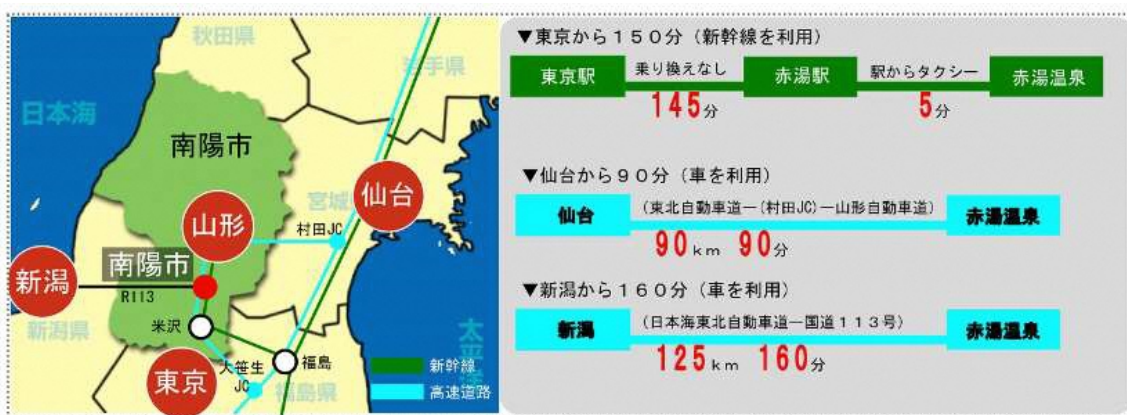 秋田県
岩手県
日本海
南陽市
宮城
仙台
山形
村田JC
南陽市
新潟
R113
新潟県
米沢
太平洋
大笹生
JC
福島
東京
福島県
新幹線
高速道路
▼東京から150分（新幹線を利用）
東京駅 乗り換えなし 赤湯駅 駅からタクシー 赤湯温泉
145分 5分
▼仙台から90分（車を利用）
仙台 (東北自動車道ー(村田JC)ー山形自動車道) 赤湯温泉
90km 90分
▼新潟から160分（車を利用）
新潟 (日本海東北自動車道ー国道113号) 赤湯温泉
125km 160分